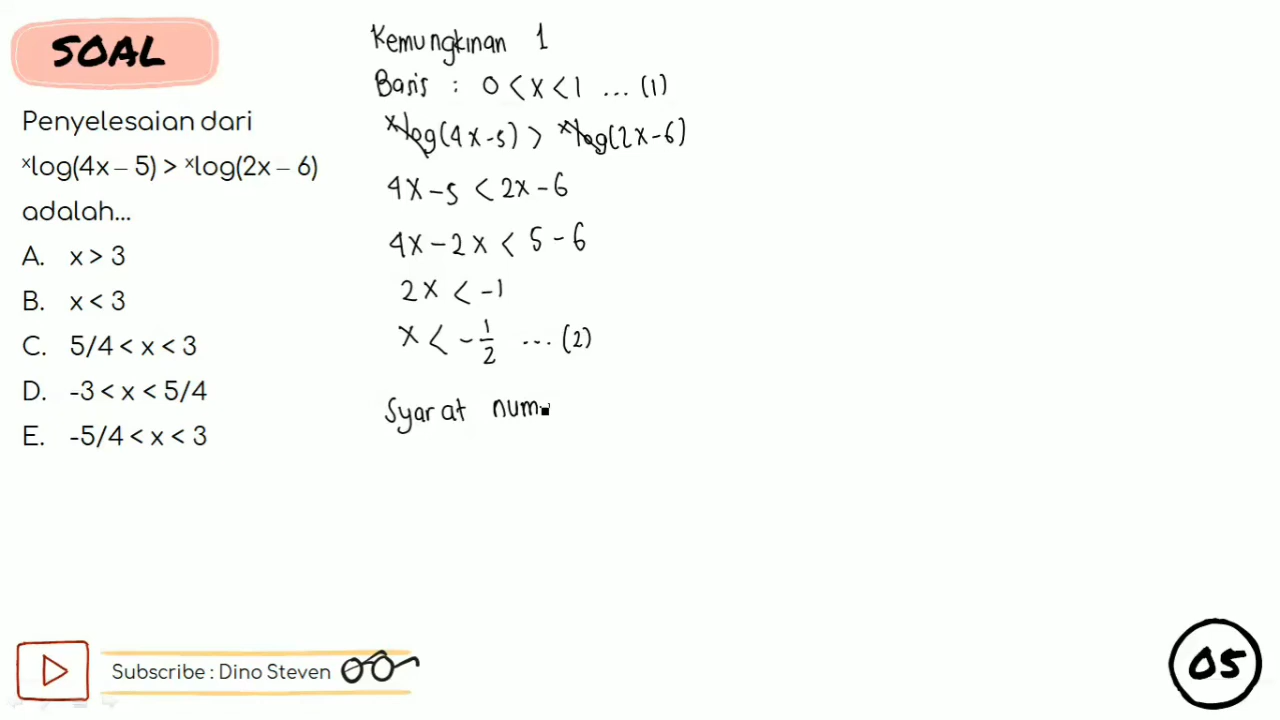 SOAL
Penyelesaian dari
ˣlog(4x – 5) > ˣlog(2x – 6)
adalah...
A. x > 3
B. x < 3
C. 5/4 < x < 3
D. -3 < x < 5/4
E. -5/4 < x < 3
Kemungkinan 1
Basis : 0 < x < 1 ... (1)
ˣlog(4x-5) > ˣlog(2x-6)
4x - 5 < 2x - 6
4x - 2x < 5 - 6
2x < -1
x < -1/2 ... (2)
Syarat num
Subscribe : Dino Steven
05